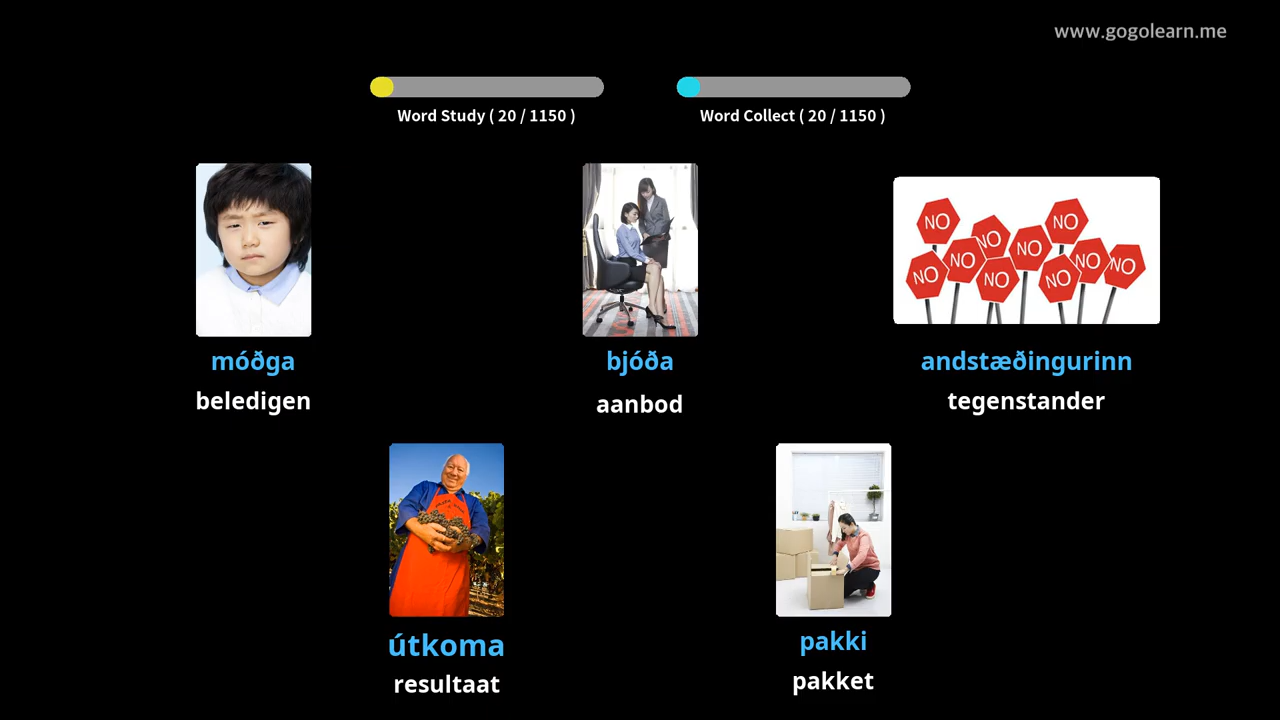 www.gogolearn.me
Word Study ( 20 / 1150 )
Word Collect ( 20 / 1150 )
NO
NO
NO
NO
NO
NO
NO
NO
NO
NO
móðga
beledigen
bjóða
aanbod
andstæðingurinn
tegenstander
útkoma
resultaat
pakki
pakket